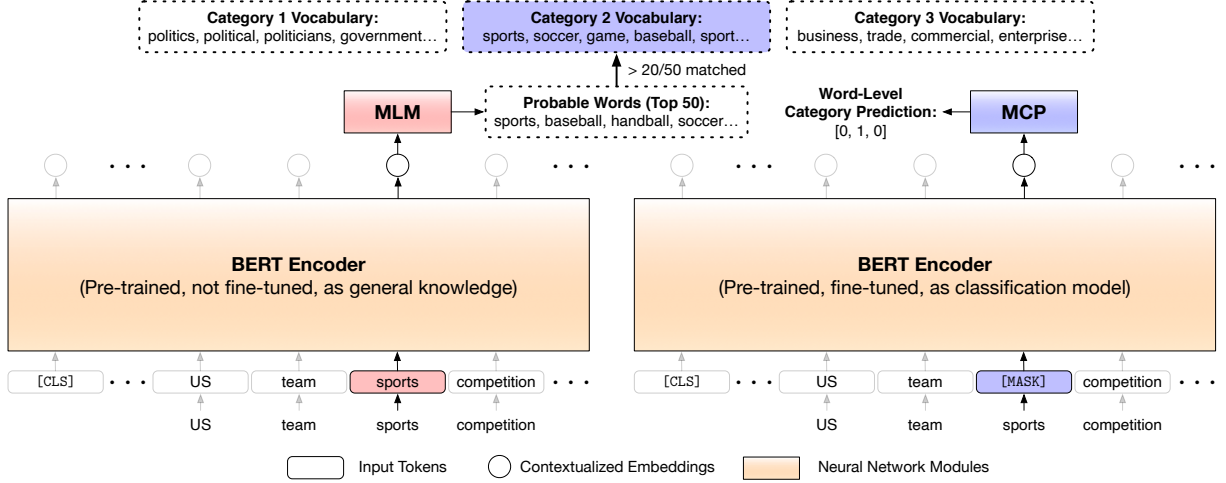 Category 1 Vocabulary:
politics, political, politicians, government…
Category 2 Vocabulary:
sports, soccer, game, baseball, sport…
Category 3 Vocabulary:
business, trade, commercial, enterprise…
> 20/50 matched
MLM
Probable Words (Top 50):
sports, baseball, handball, soccer…
Word-Level
Category Prediction:
[0, 1, 0]
MCP
BERT Encoder
(Pre-trained, not fine-tuned, as general knowledge)
BERT Encoder
(Pre-trained, fine-tuned, as classification model)
[CLS] • • • US team sports competition • • •
[CLS] • • • US team [MASK] competition • • •
US team sports competition
US team sports competition
Input Tokens
Contextualized Embeddings
Neural Network Modules